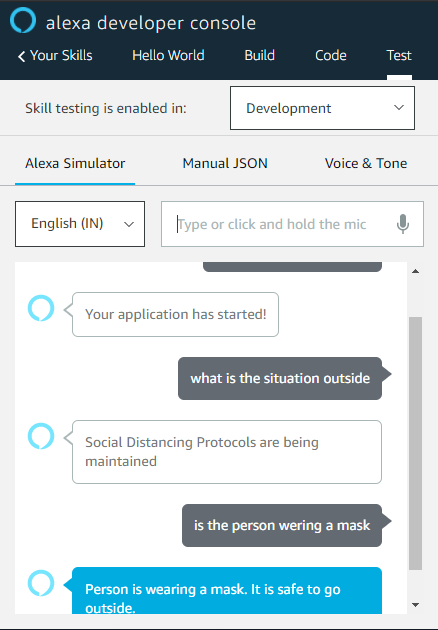 alexa developer console
Your Skills Hello World Build Code Test
Skill testing is enabled in: Development
Alexa Simulator Manual JSON Voice & Tone
English (IN) Type or click and hold the mic
Your application has started!
what is the situation outside
Social Distancing Protocols are being
maintained
is the person wering a mask
Person is wearing a mask. It is safe to go
outside.